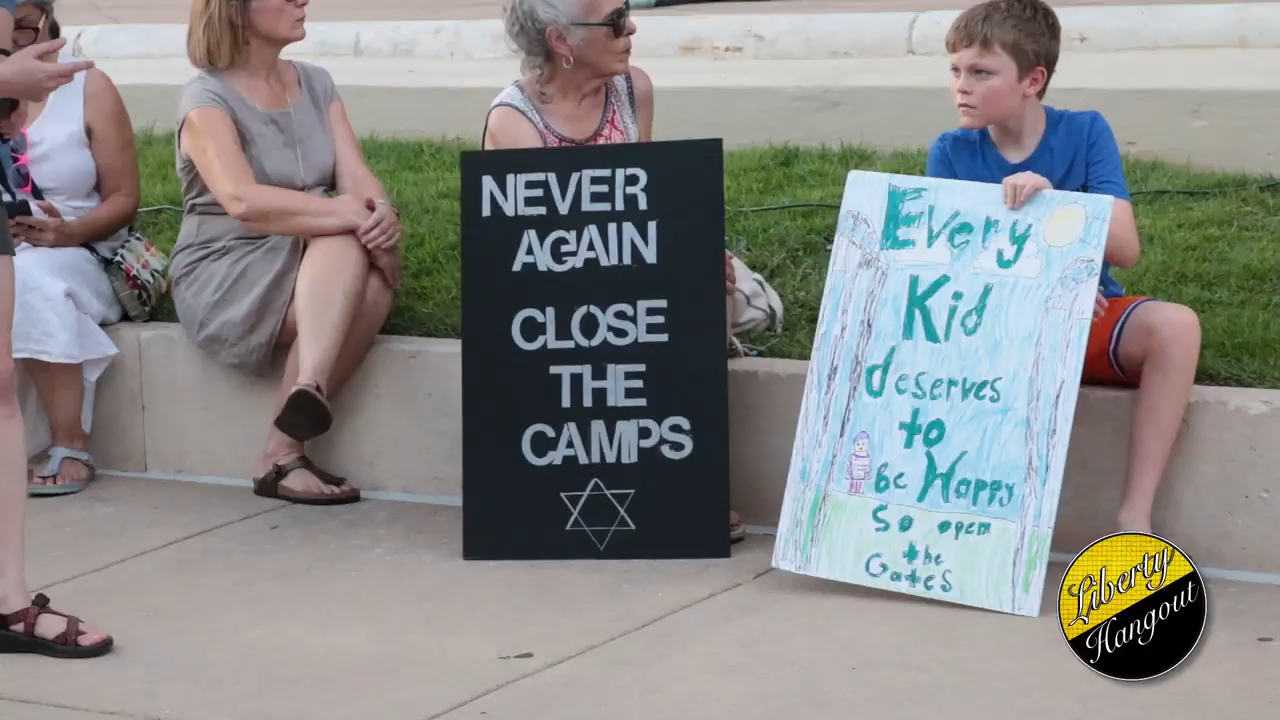 NEVER
AGAIN
CLOSE
THE
CAMPS
Every
Kid
deserves
to
be Happy
So open
the
Gates
Liberty
Hangout